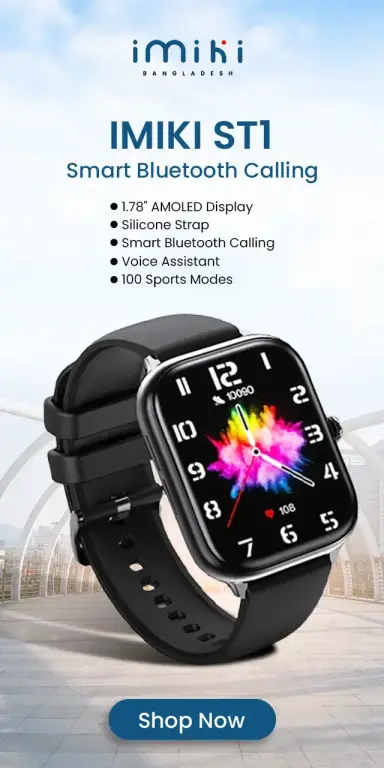 imiki
BANGLADESH
IMIKI ST1
Smart Bluetooth Calling
● 1.78" AMOLED Display
● Silicone Strap
● Smart Bluetooth Calling
● Voice Assistant
● 100 Sports Modes
11 12 1
10090
10 2
9 3
8 4
108
7 6 5
Shop Now